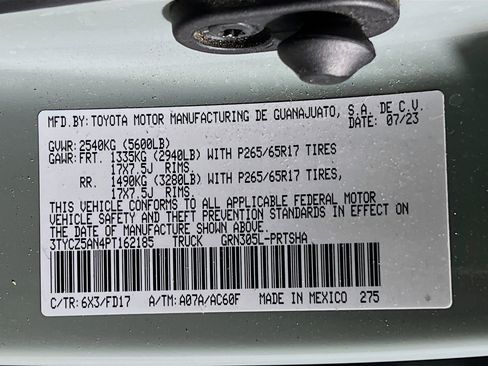 MFD. BY: TOYOTA MOTOR MANUFACTURING DE GUANAJUATO, S.A. DE C.V.
DATE: 07/23
GVWR: 2540KG (5600LB)
GAWR: FRT. 1335KG (2940LB) WITH P265/65R17 TIRES
17X7.5J RIMS.
RR. 1490KG (3280LB) WITH P265/65R17 TIRES,
17X7.5J RIMS.
THIS VEHICLE CONFORMS TO ALL APPLICABLE FEDERAL MOTOR
VEHICLE SAFETY AND THEFT PREVENTION STANDARDS IN EFFECT ON
THE DATE OF MANUFACTURE SHOWN ABOVE.
3TYCZ5AN4PT162185 TRUCK GRN305L-PRTSHA
C/TR: 6X3/FD17 A/TM: A07A/AC60F MADE IN MEXICO 275